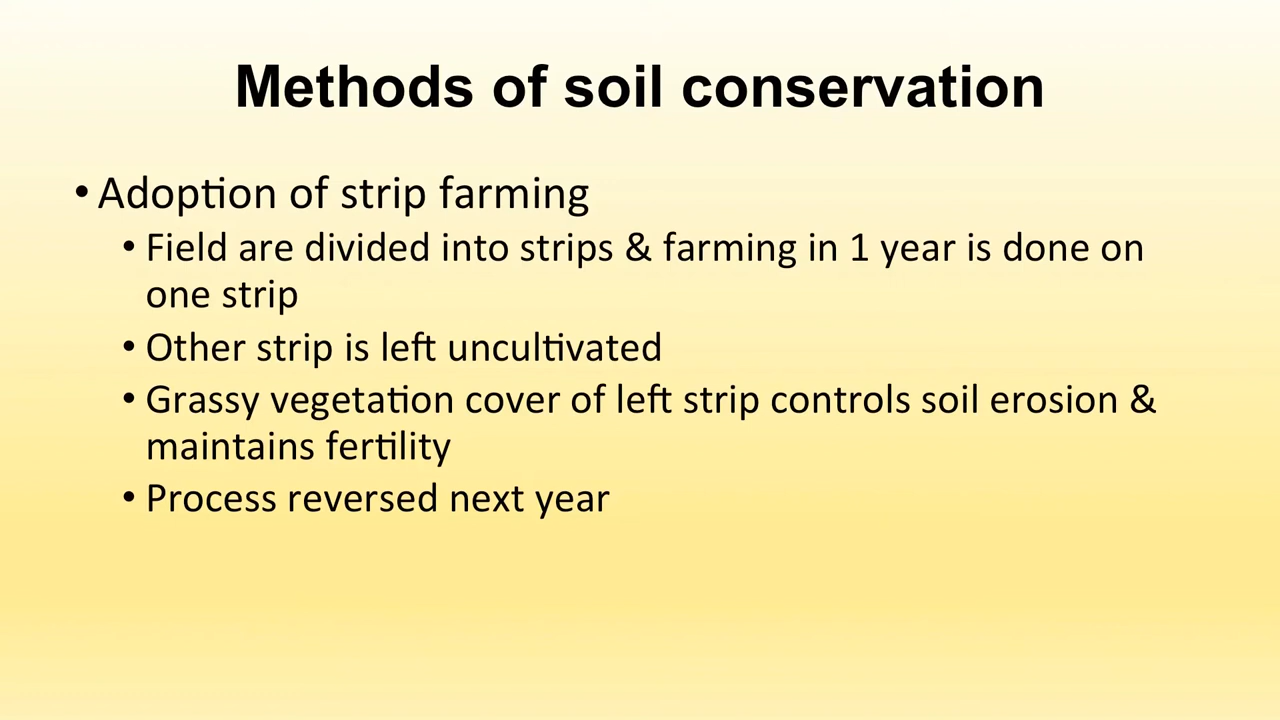 Methods of soil conservation
• Adoption of strip farming
• Field are divided into strips & farming in 1 year is done on
one strip
• Other strip is left uncultivated
• Grassy vegetation cover of left strip controls soil erosion &
maintains fertility
• Process reversed next year